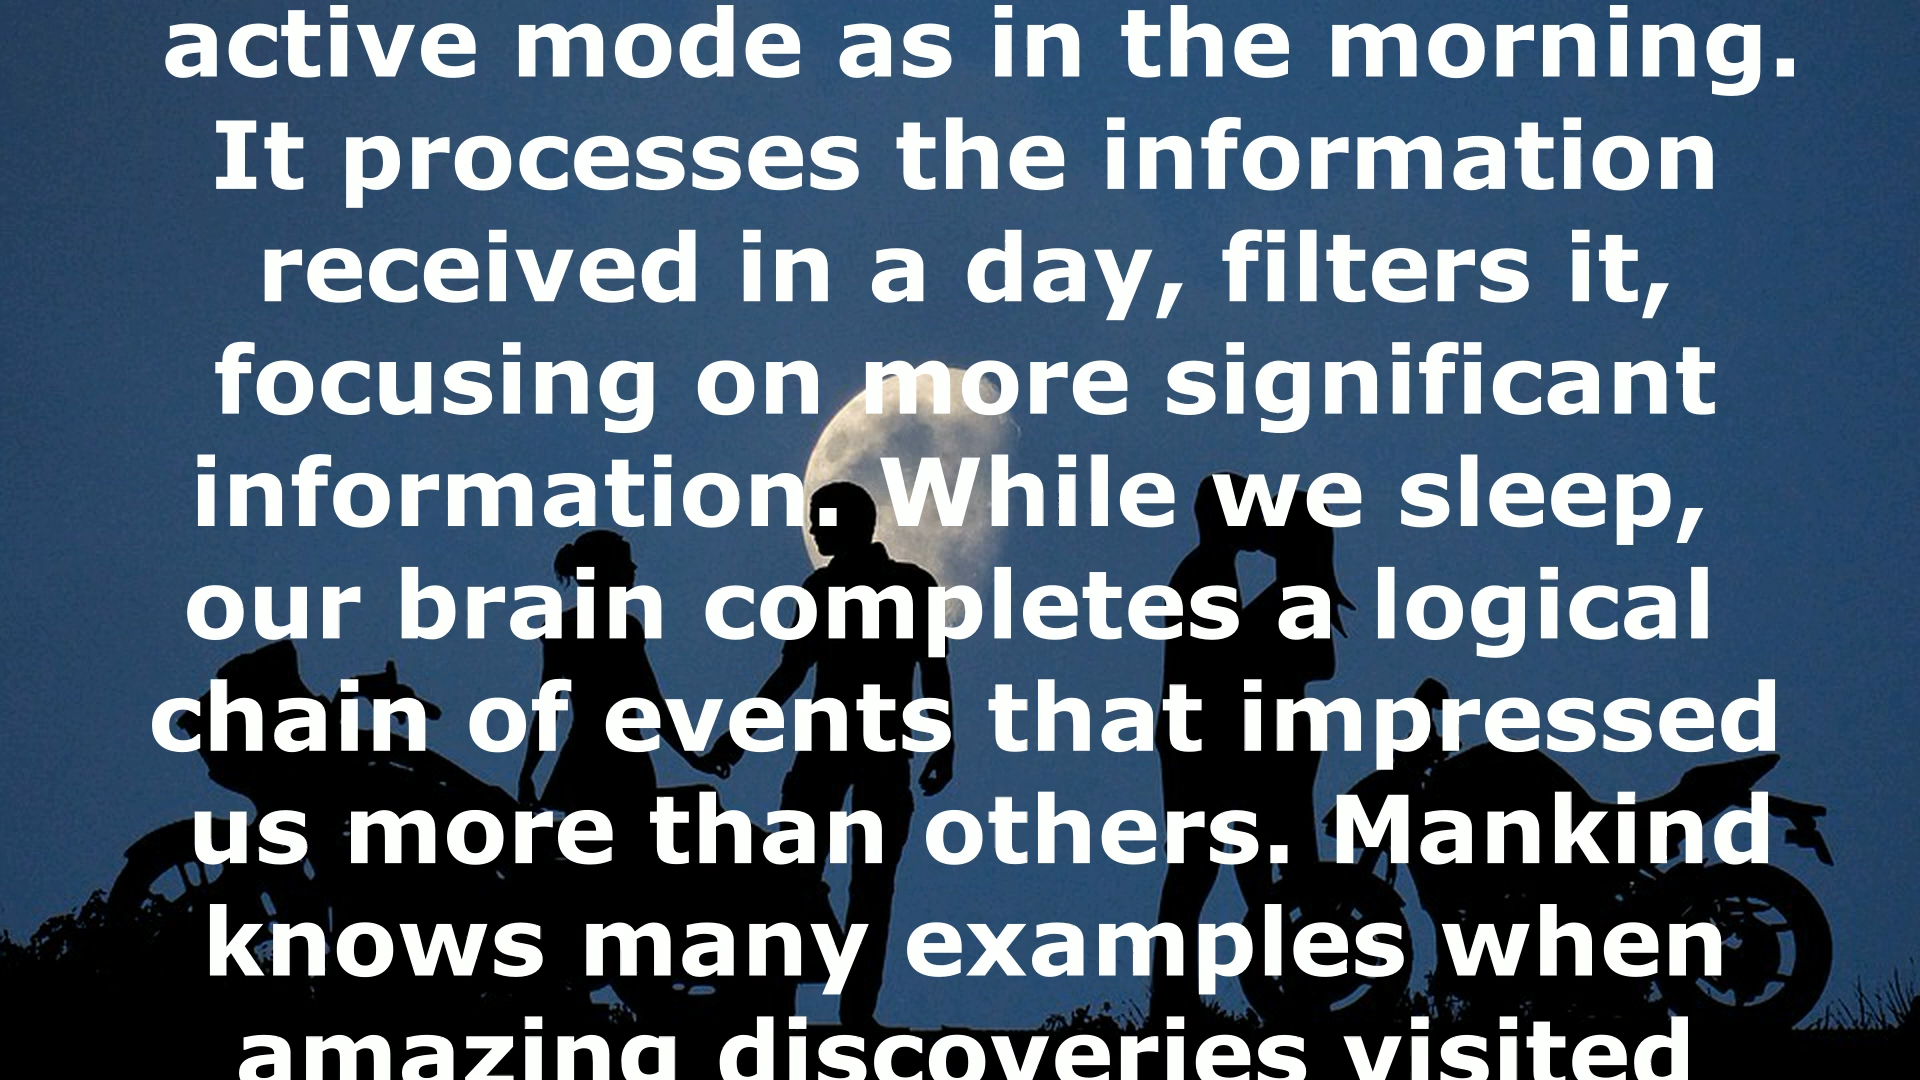 active mode as in the morning.
It processes the information
received in a day, filters it,
focusing on more significant
information. While we sleep,
our brain completes a logical
chain of events that impressed
us more than others. Mankind
knows many examples when
amazing discoveries visited